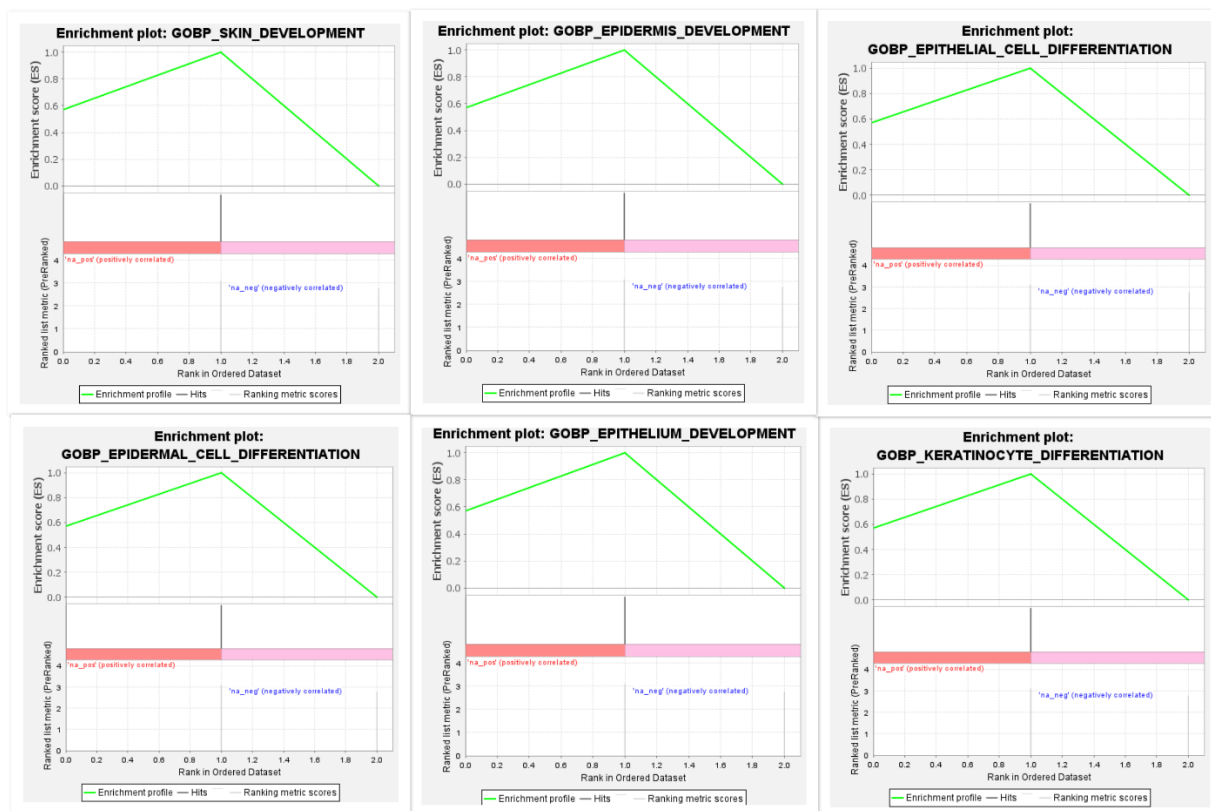 Enrichment plot: GOBP_SKIN_DEVELOPMENT
Enrichment score (ES)
1.0
0.8
0.6
0.4
0.2
0.0
'na_pos' (positively correlated)
'na_neg' (negatively correlated)
Ranked list metric (PreRanked)
4
3
2
1
0
0.0 0.2 0.4 0.6 0.8 1.0 1.2 1.4 1.6 1.8 2.0
Rank in Ordered Dataset
Enrichment profile Hits Ranking metric scores
Enrichment plot: GOBP_EPIDERMIS_DEVELOPMENT
Enrichment score (ES)
1.0
0.8
0.6
0.4
0.2
0.0
'na_pos' (positively correlated)
'na_neg' (negatively correlated)
Ranked list metric (PreRanked)
4
3
2
1
0
0.0 0.2 0.4 0.6 0.8 1.0 1.2 1.4 1.6 1.8 2.0
Rank in Ordered Dataset
Enrichment profile Hits Ranking metric scores
Enrichment plot:
GOBP_EPITHELIAL_CELL_DIFFERENTIATION
Enrichment score (ES)
1.0
0.8
0.6
0.4
0.2
0.0
'na_pos' (positively correlated)
'na_neg' (negatively correlated)
Ranked list metric (PreRanked)
4
3
2
1
0
0.0 0.2 0.4 0.6 0.8 1.0 1.2 1.4 1.6 1.8 2.0
Rank in Ordered Dataset
Enrichment profile Hits Ranking metric scores
Enrichment plot:
GOBP_EPIDERMAL_CELL_DIFFERENTIATION
Enrichment score (ES)
1.0
0.8
0.6
0.4
0.2
0.0
'na_pos' (positively correlated)
'na_neg' (negatively correlated)
Ranked list metric (PreRanked)
4
3
2
1
0
0.0 0.2 0.4 0.6 0.8 1.0 1.2 1.4 1.6 1.8 2.0
Rank in Ordered Dataset
Enrichment profile Hits Ranking metric scores
Enrichment plot: GOBP_EPITHELIUM_DEVELOPMENT
Enrichment score (ES)
1.0
0.8
0.6
0.4
0.2
0.0
'na_pos' (positively correlated)
'na_neg' (negatively correlated)
Ranked list metric (PreRanked)
4
3
2
1
0
0.0 0.2 0.4 0.6 0.8 1.0 1.2 1.4 1.6 1.8 2.0
Rank in Ordered Dataset
Enrichment profile Hits Ranking metric scores
Enrichment plot:
GOBP_KERATINOCYTE_DIFFERENTIATION
Enrichment score (ES)
1.0
0.8
0.6
0.4
0.2
0.0
'na_pos' (positively correlated)
'na_neg' (negatively correlated)
Ranked list metric (PreRanked)
4
3
2
1
0
0.0 0.2 0.4 0.6 0.8 1.0 1.2 1.4 1.6 1.8 2.0
Rank in Ordered Dataset
Enrichment profile Hits Ranking metric scores